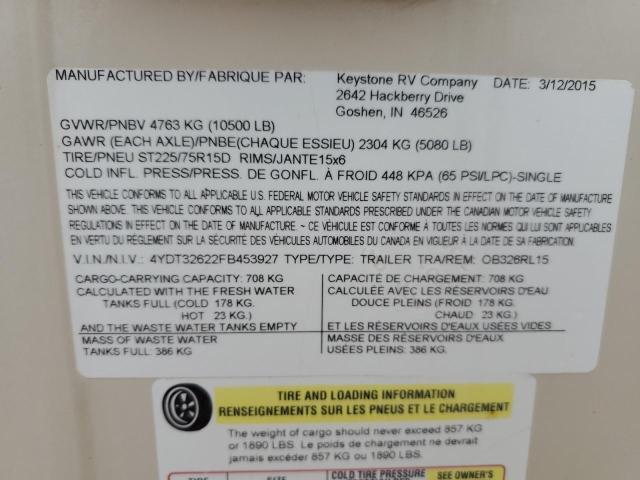 MANUFACTURED BY/FABRIQUE PAR: Keystone RV Company DATE: 3/12/2015
2642 Hackberry Drive
Goshen, IN 46526
GVWR/PNBV 4763 KG (10500 LB)
GAWR (EACH AXLE)/PNBE(CHAQUE ESSIEU) 2304 KG (5080 LB)
TIRE/PNEU ST225/75R15D RIMS/JANTE15x6
COLD INFL. PRESS./PRESS. DE GONFL. À FROID 448 KPA (65 PSI/LPC)-SINGLE
THIS VEHICLE CONFORMS TO ALL APPLICABLE U.S. FEDERAL MOTOR VEHICLE SAFETY STANDARDS IN EFFECT ON THE DATE OF MANUFACTURE
SHOWN ABOVE. THIS VEHICLE CONFORMS TO ALL APPLICABLE STANDARDS PRESCRIBED UNDER THE CANADIAN MOTOR VEHICLE SAFETY
REGULATIONS IN EFFECT ON THE DATE OF MANUFACTURE ~ CE VÉHICULE EST CONFORME À TOUTES LES NORMES QUI LUI SONT APPLICABLES
EN VERTU DU RÈGLEMENT SUR LA SÉCURITÉ DES VÉHICULES AUTOMOBILES DU CANADA EN VIGUEUR À LA DATE DE SA FABRICATION.
V.I.N./N.I.V.: 4YDT32622FB453927 TYPE/TYPE: TRAILER TRA/REM: OB326RL15
CARGO-CARRYING CAPACITY: 708 KG
CALCULATED WITH THE FRESH WATER
TANKS FULL (COLD 178 KG.)
HOT 23 KG.)
AND THE WASTE WATER TANKS EMPTY
MASS OF WASTE WATER
TANKS FULL: 386 KG
CAPACITÉ DE CHARGEMENT: 708 KG
CALCULÉE AVEC LES RÉSERVOIRS D'EAU
DOUCE PLEINS (FROID 178 KG.
CHAUD 23 KG.)
ET LES RÉSERVOIRS D'EAUX USÉES VIDES
MASSE DES RÉSERVOIRS D'EAUX
USÉES PLEINS: 386 KG.
TIRE AND LOADING INFORMATION
RENSEIGNEMENTS SUR LES PNEUS ET LE CHARGEMENT
The weight of cargo should never exceed 857 KG
or 1890 LBS. Le poids de chargement ne devrait
jamais excéder 857 KG ou 1890 LBS.
TIRE SIZE COLD TIRE PRESSURE SEE OWNER'S